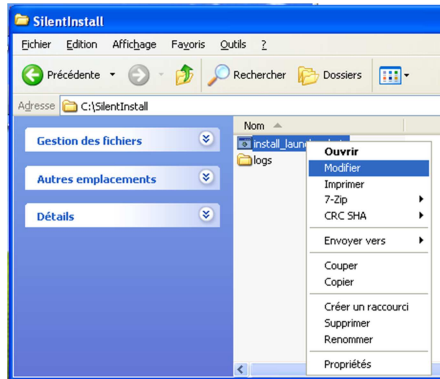 SilentInstall
Fichier Edition Affichage Favoris Outils ?
Précédente Rechercher Dossiers
Adresse C:\SilentInstall
Nom
Gestion des fichiers
Autres emplacements
Détails
logs
Ouvrir
Modifier
Imprimer
7-Zip
CRC SHA
Envoyer vers
Couper
Copier
Créer un raccourci
Supprimer
Renommer
Propriétés